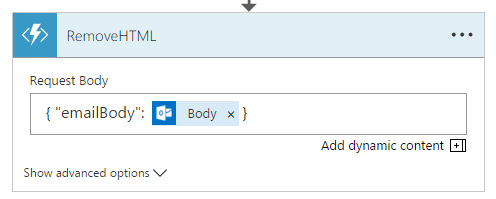 RemoveHTML
Request Body
{ "emailBody": Body × }
Add dynamic content
Show advanced options